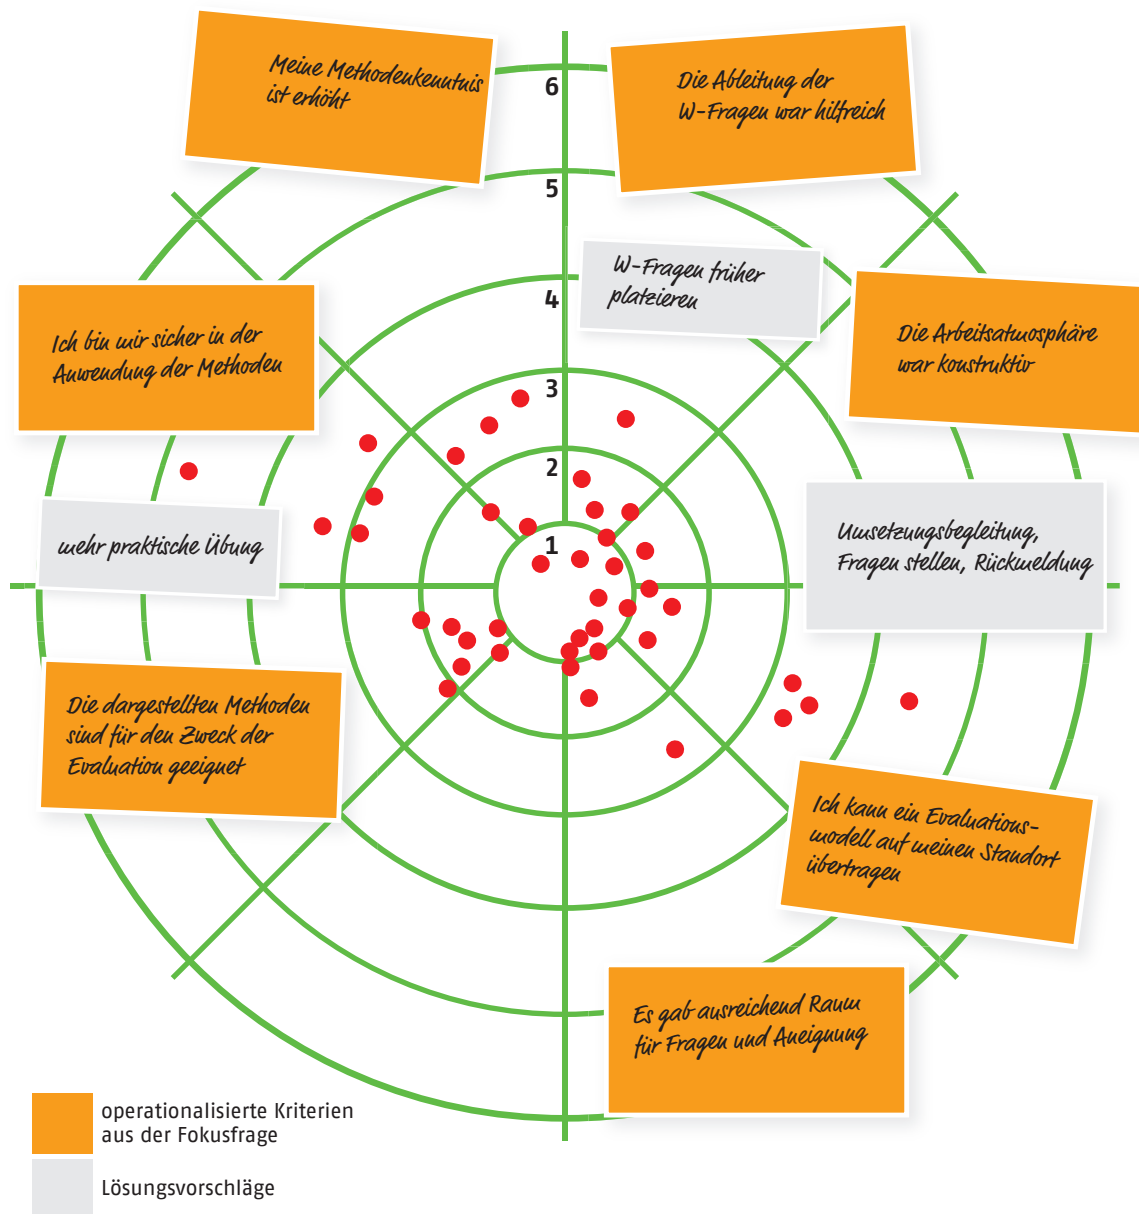 Meine Methodenkenntnis
ist erhöht
6
Die Ableitung der
W-Fragen war hilfreich
5
W-Fragen früher
platzieren
4
Ich bin mir sicher in der
Anwendung der Methoden
Die Arbeitsatmosphäre
war konstruktiv
3
2
1
mehr praktische Übung
Umsetzungsbegleitung,
Fragen stellen, Rückmeldung
Die dargestellten Methoden
sind für den Zweck der
Evaluation geeignet
Ich kann ein Evaluations-
modell auf meinen Standort
übertragen
Es gab ausreichend Raum
für Fragen und Aneignung
operationalisierte Kriterien
aus der Fokusfrage
Lösungsvorschläge